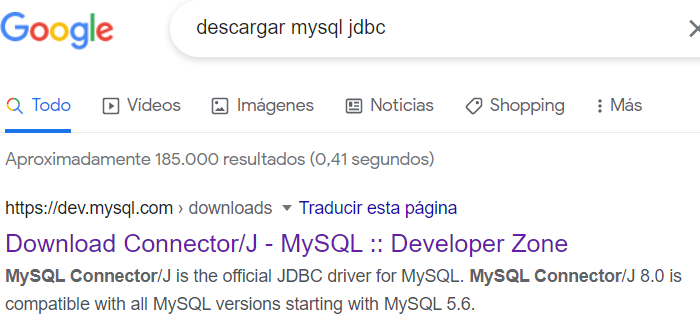 Google descargar mysql jdbc
Todo Vídeos Imágenes Noticias Shopping Más
Aproximadamente 185.000 resultados (0,41 segundos)
https://dev.mysql.com › downloads Traducir esta página
Download Connector/J - MySQL :: Developer Zone
MySQL Connector/J is the official JDBC driver for MySQL. MySQL Connector/J 8.0 is
compatible with all MySQL versions starting with MySQL 5.6.